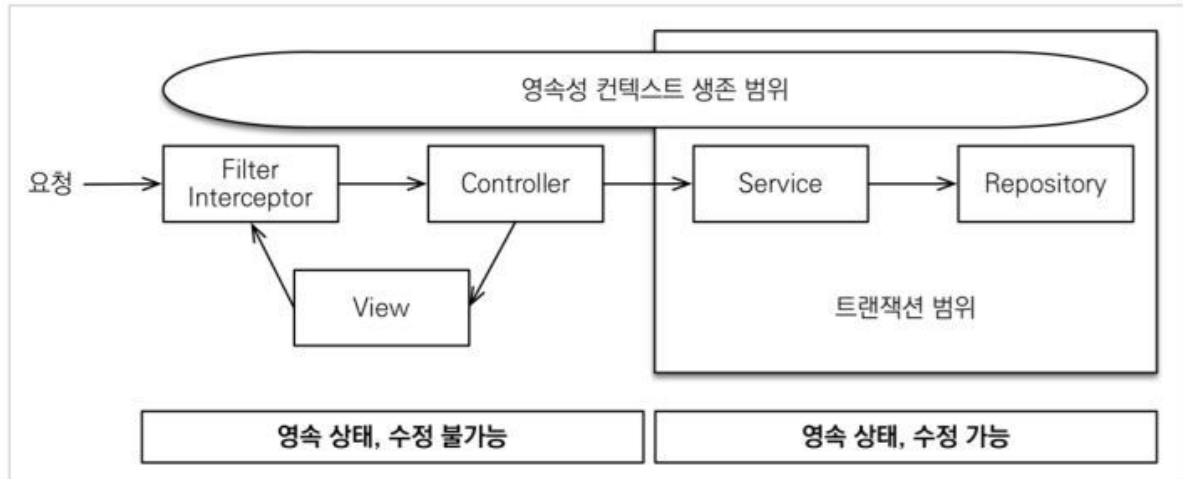 영속성 컨텍스트 생존 범위
요청
Filter
Interceptor
Controller
Service
Repository
View
트랜잭션 범위
영속 상태, 수정 불가능
영속 상태, 수정 가능